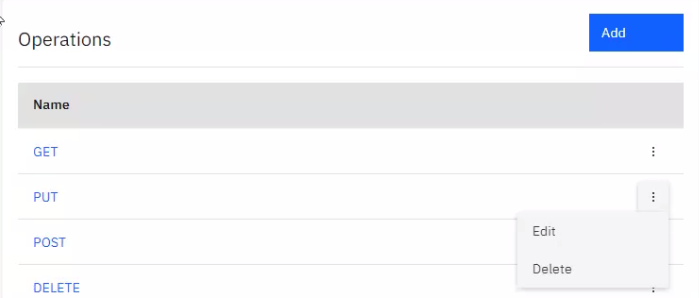 Operations
Add
Name
GET
PUT
Edit
POST
Delete
DELETE